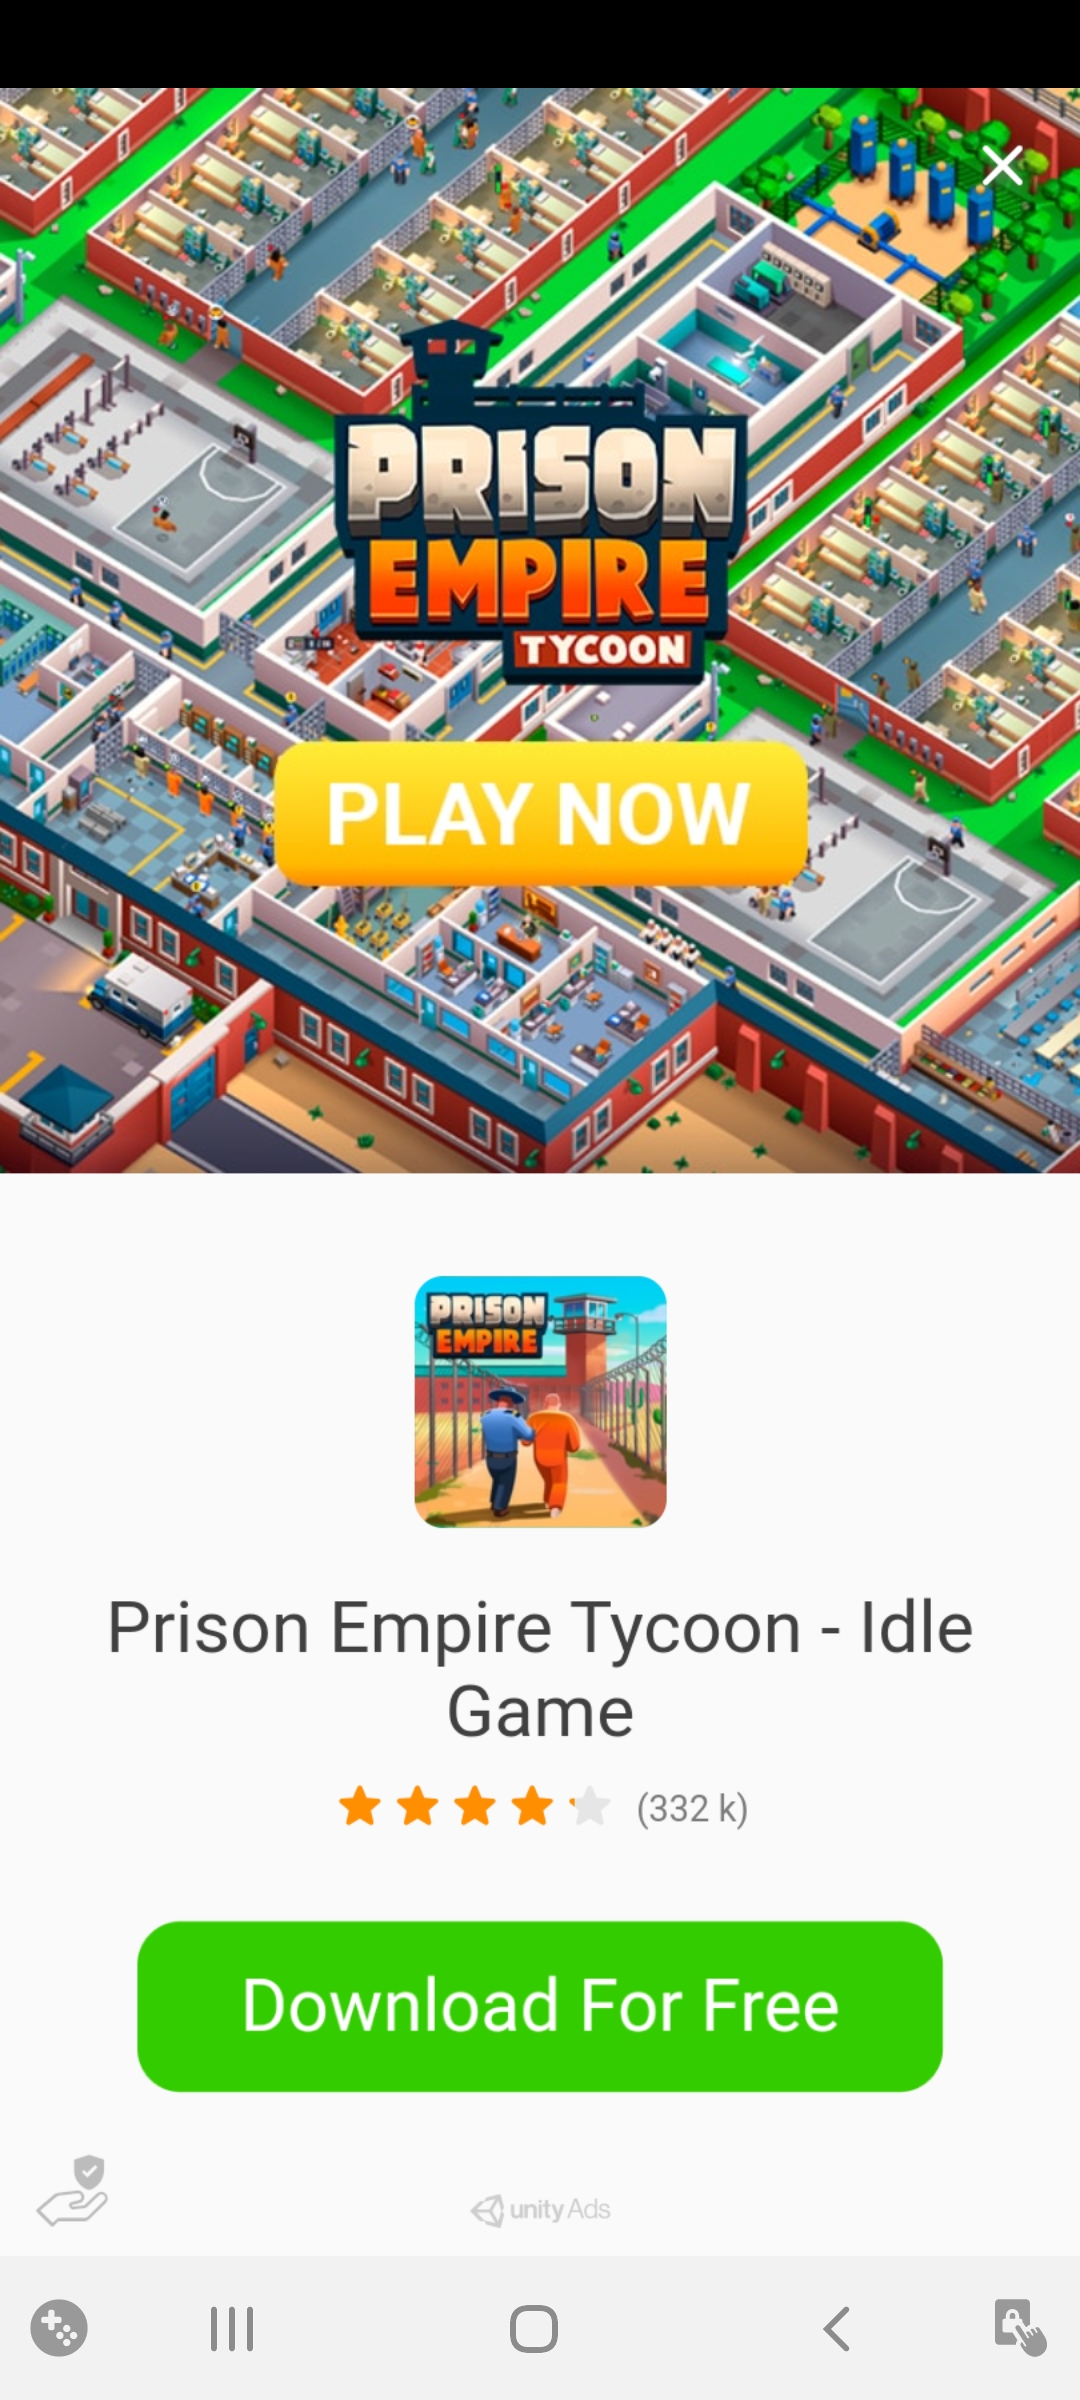 PRISON
EMPIRE
TYCOON
PLAY NOW
PRISON
EMPIRE
Prison Empire Tycoon - Idle
Game
(332 k)
Download For Free
unity Ads